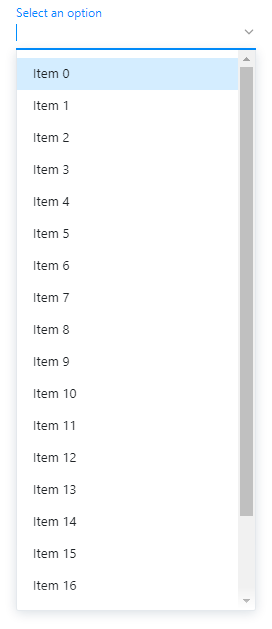 Select an option
Item 0
Item 1
Item 2
Item 3
Item 4
Item 5
Item 6
Item 7
Item 8
Item 9
Item 10
Item 11
Item 12
Item 13
Item 14
Item 15
Item 16